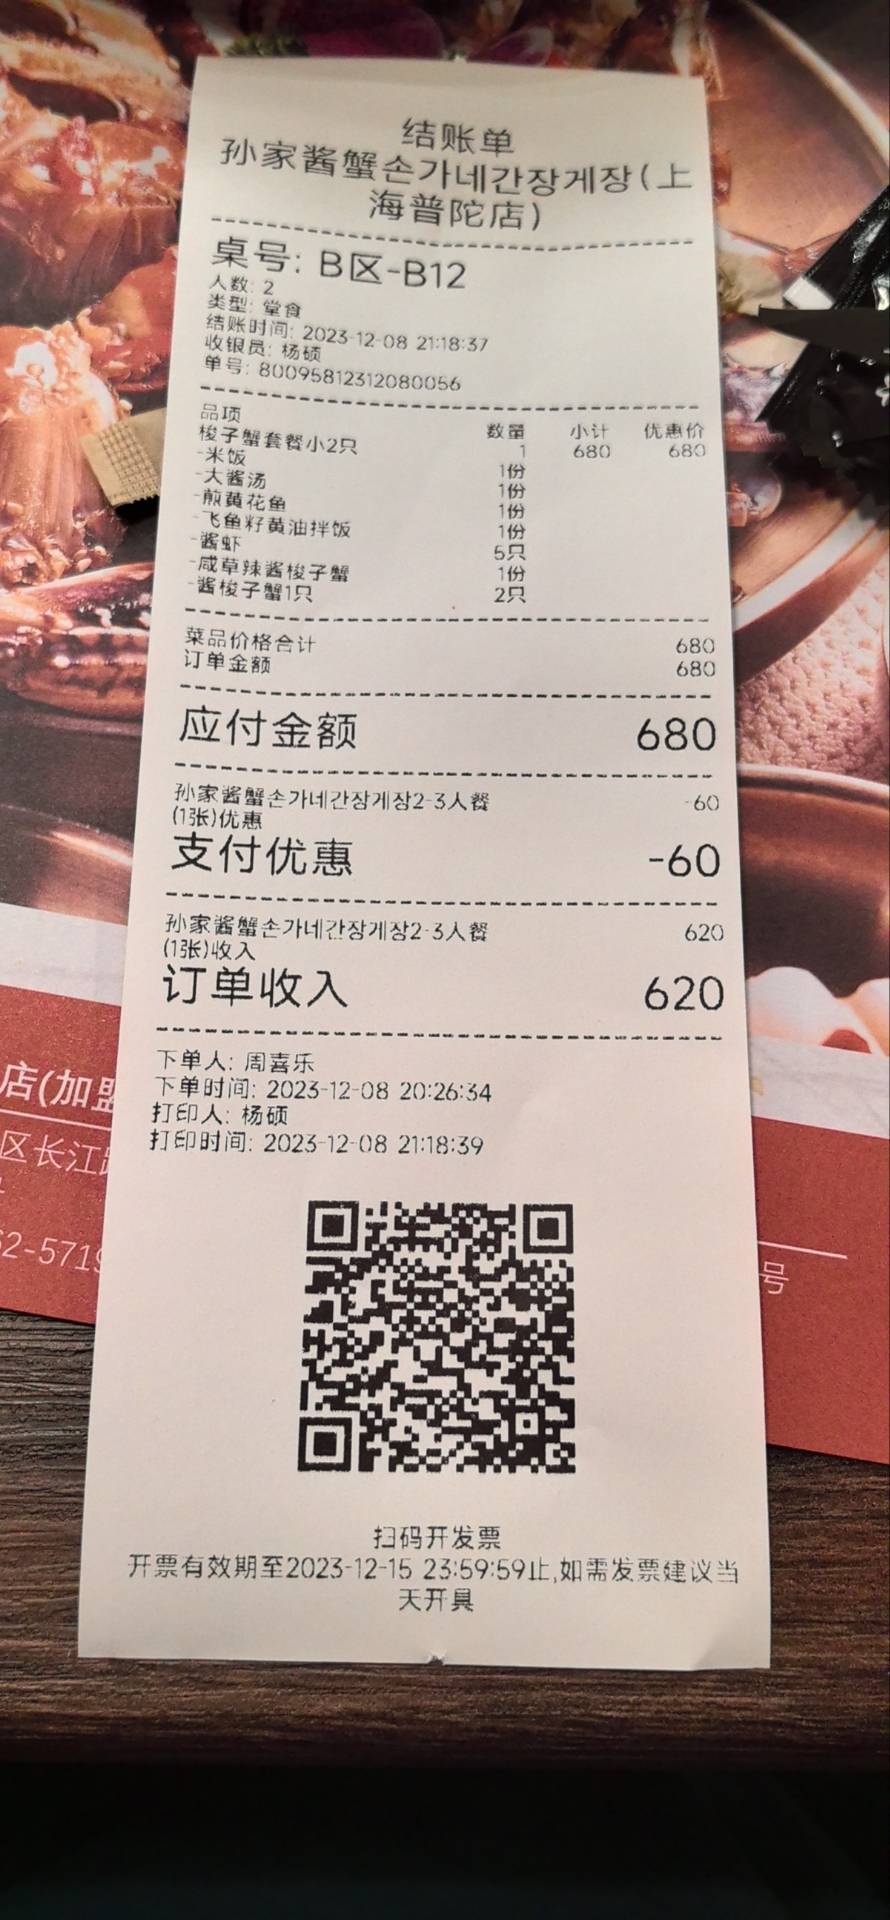 结账单
孙家酱蟹손가네간장게장(上
海普陀店)
桌号: B区-B12
人数: 2
类型: 堂食
结账时间: 2023-12-08 21:18:37
收银员: 杨硕
单号: 80095812312080056
品项 数量 小计 优惠价
梭子蟹套餐小2只 1 680 680
-米饭 1份
-大酱汤 1份
-煎黄花鱼 1份
-飞鱼籽黄油拌饭 1份
-酱虾 5只
-咸草辣酱梭子蟹 1份
-酱梭子蟹1只 2只
菜品价格合计 680
订单金额 680
应付金额 680
孙家酱蟹손가네간장게장2-3人餐 -60
(1张)优惠
支付优惠 -60
孙家酱蟹손가네간장게장2-3人餐 620
(1张)收入
订单收入 620
下单人: 周喜乐
下单时间: 2023-12-08 20:26:34
打印人: 杨硕
打印时间: 2023-12-08 21:18:39
扫码开发票
开票有效期至2023-12-15 23:59:59止,如需发票建议当
天开具
店(加盟
区长江路
62-5719
号